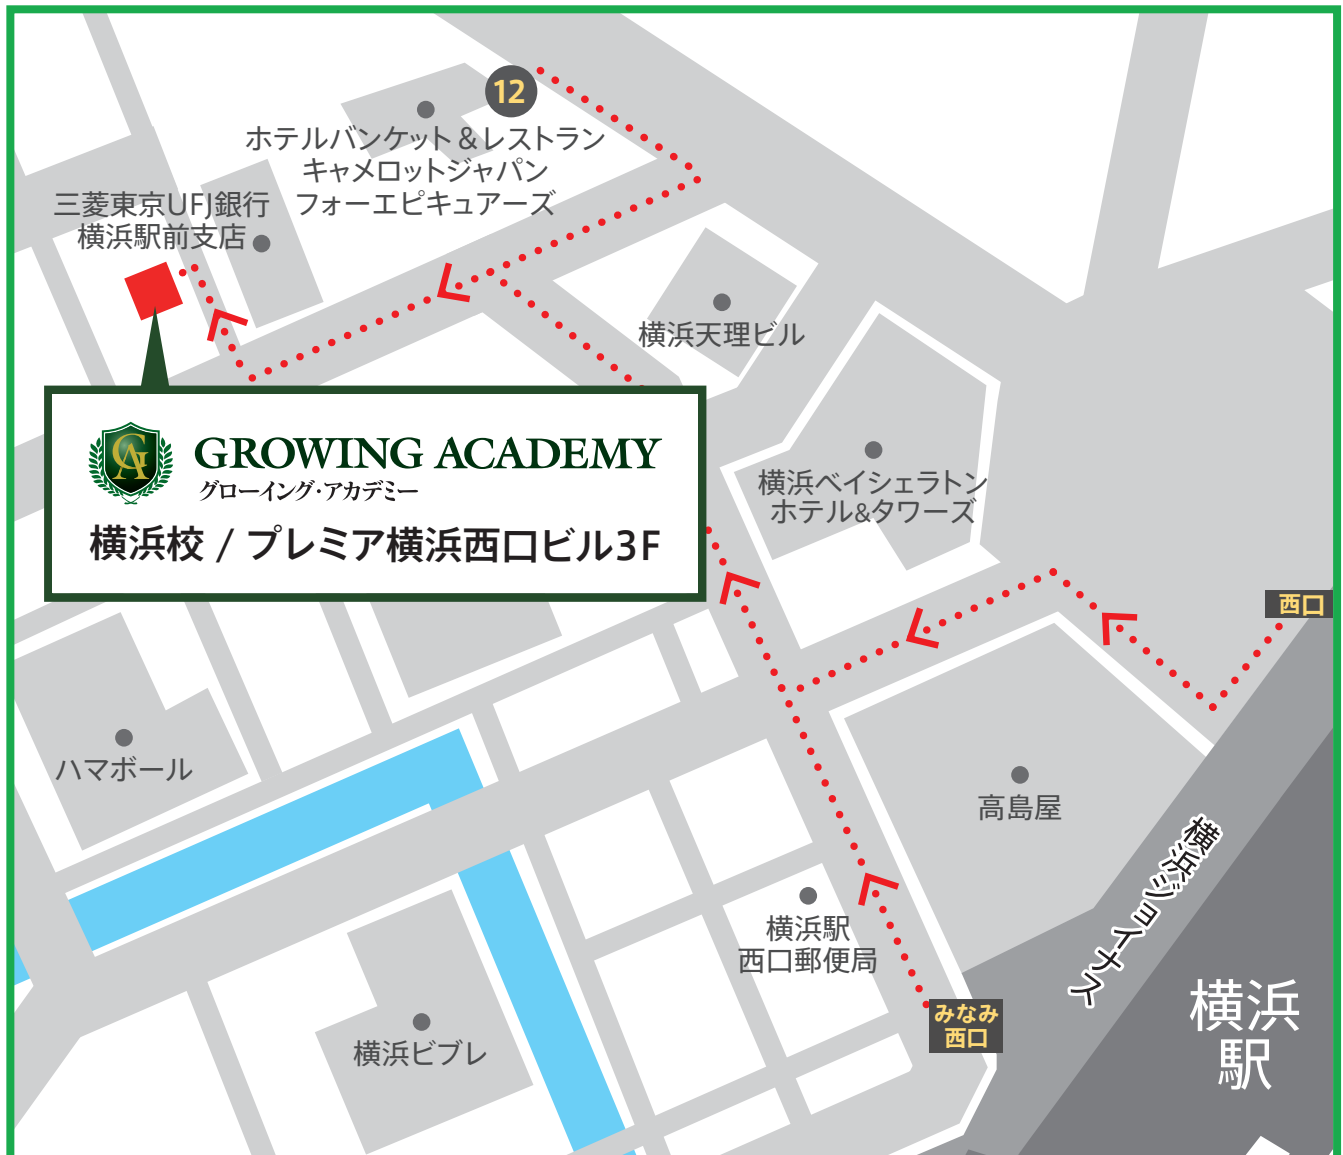 12
ホテルバンケット&レストラン
キャメロットジャパン
フォーエピキュアーズ
三菱東京UFJ銀行
横浜駅前支店
横浜天理ビル
GA
GROWING ACADEMY
グローイング・アカデミー
横浜校 / プレミア横浜西口ビル3F
横浜ベイシェラトン
ホテル&タワーズ
西口
ハマボール
高島屋
横浜ジョイナス
横浜駅
西口郵便局
みなみ
西口
横浜
駅
横浜ビブレ